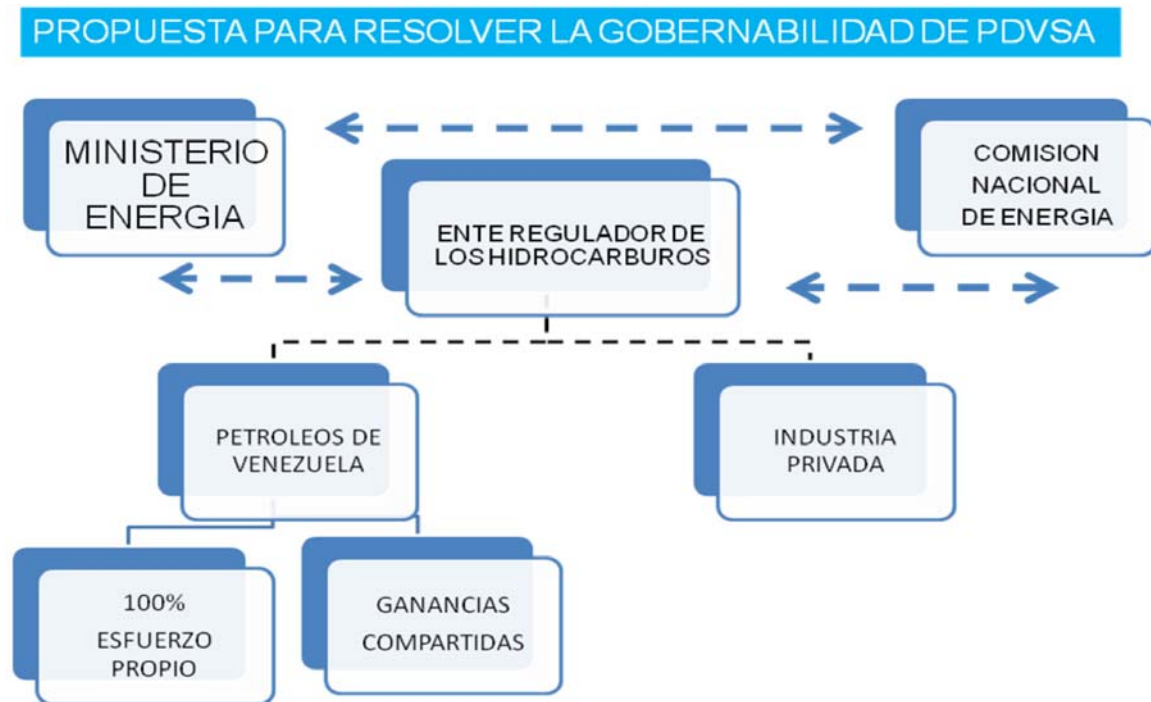 PROPUESTA PARA RESOLVER LA GOBERNABILIDAD DE PDVSA
MINISTERIO
DE
ENERGIA
COMISION
NACIONAL
DE ENERGIA
ENTE REGULADOR DE
LOS HIDROCARBUROS
PETROLEOS DE
VENEZUELA
INDUSTRIA
PRIVADA
100%
ESFUERZO
PROPIO
GANANCIAS
COMPARTIDAS